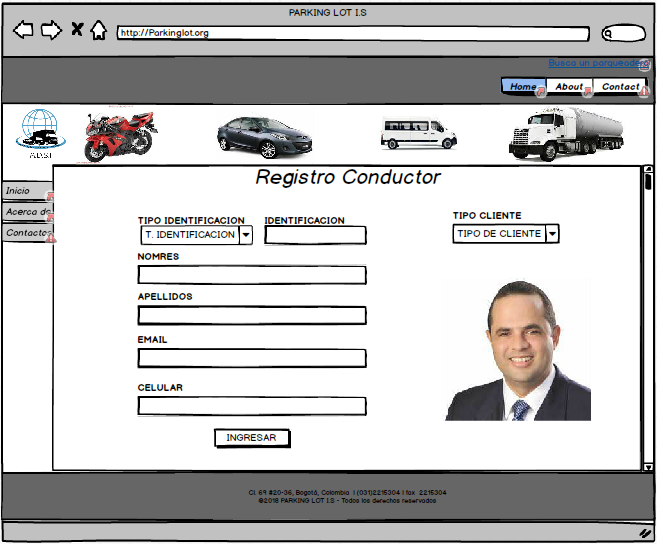 PARKING LOT I.S
http://Parkinglot.org
Busca un parqueadero
Home About Contact
M.D.S.I
Registro Conductor
Inicio
Acerca de
Contactos
TIPO IDENTIFICACION IDENTIFICACION TIPO CLIENTE
T. IDENTIFICACION TIPO DE CLIENTE
NOMRES
APELLIDOS
EMAIL
CELULAR
INGRESAR
Cl. 69 #20-36, Bogotá, Colombia | (031)2215304 | fax 2215304
©2018 PARKING LOT I.S - Todos los derechos reservados